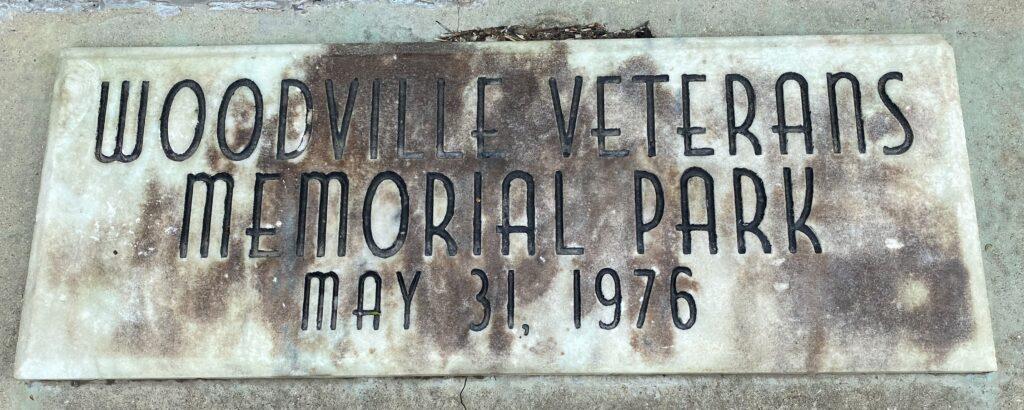 WOODVILLE VETERANS
MEMORIAL PARK
MAY 31, 1976